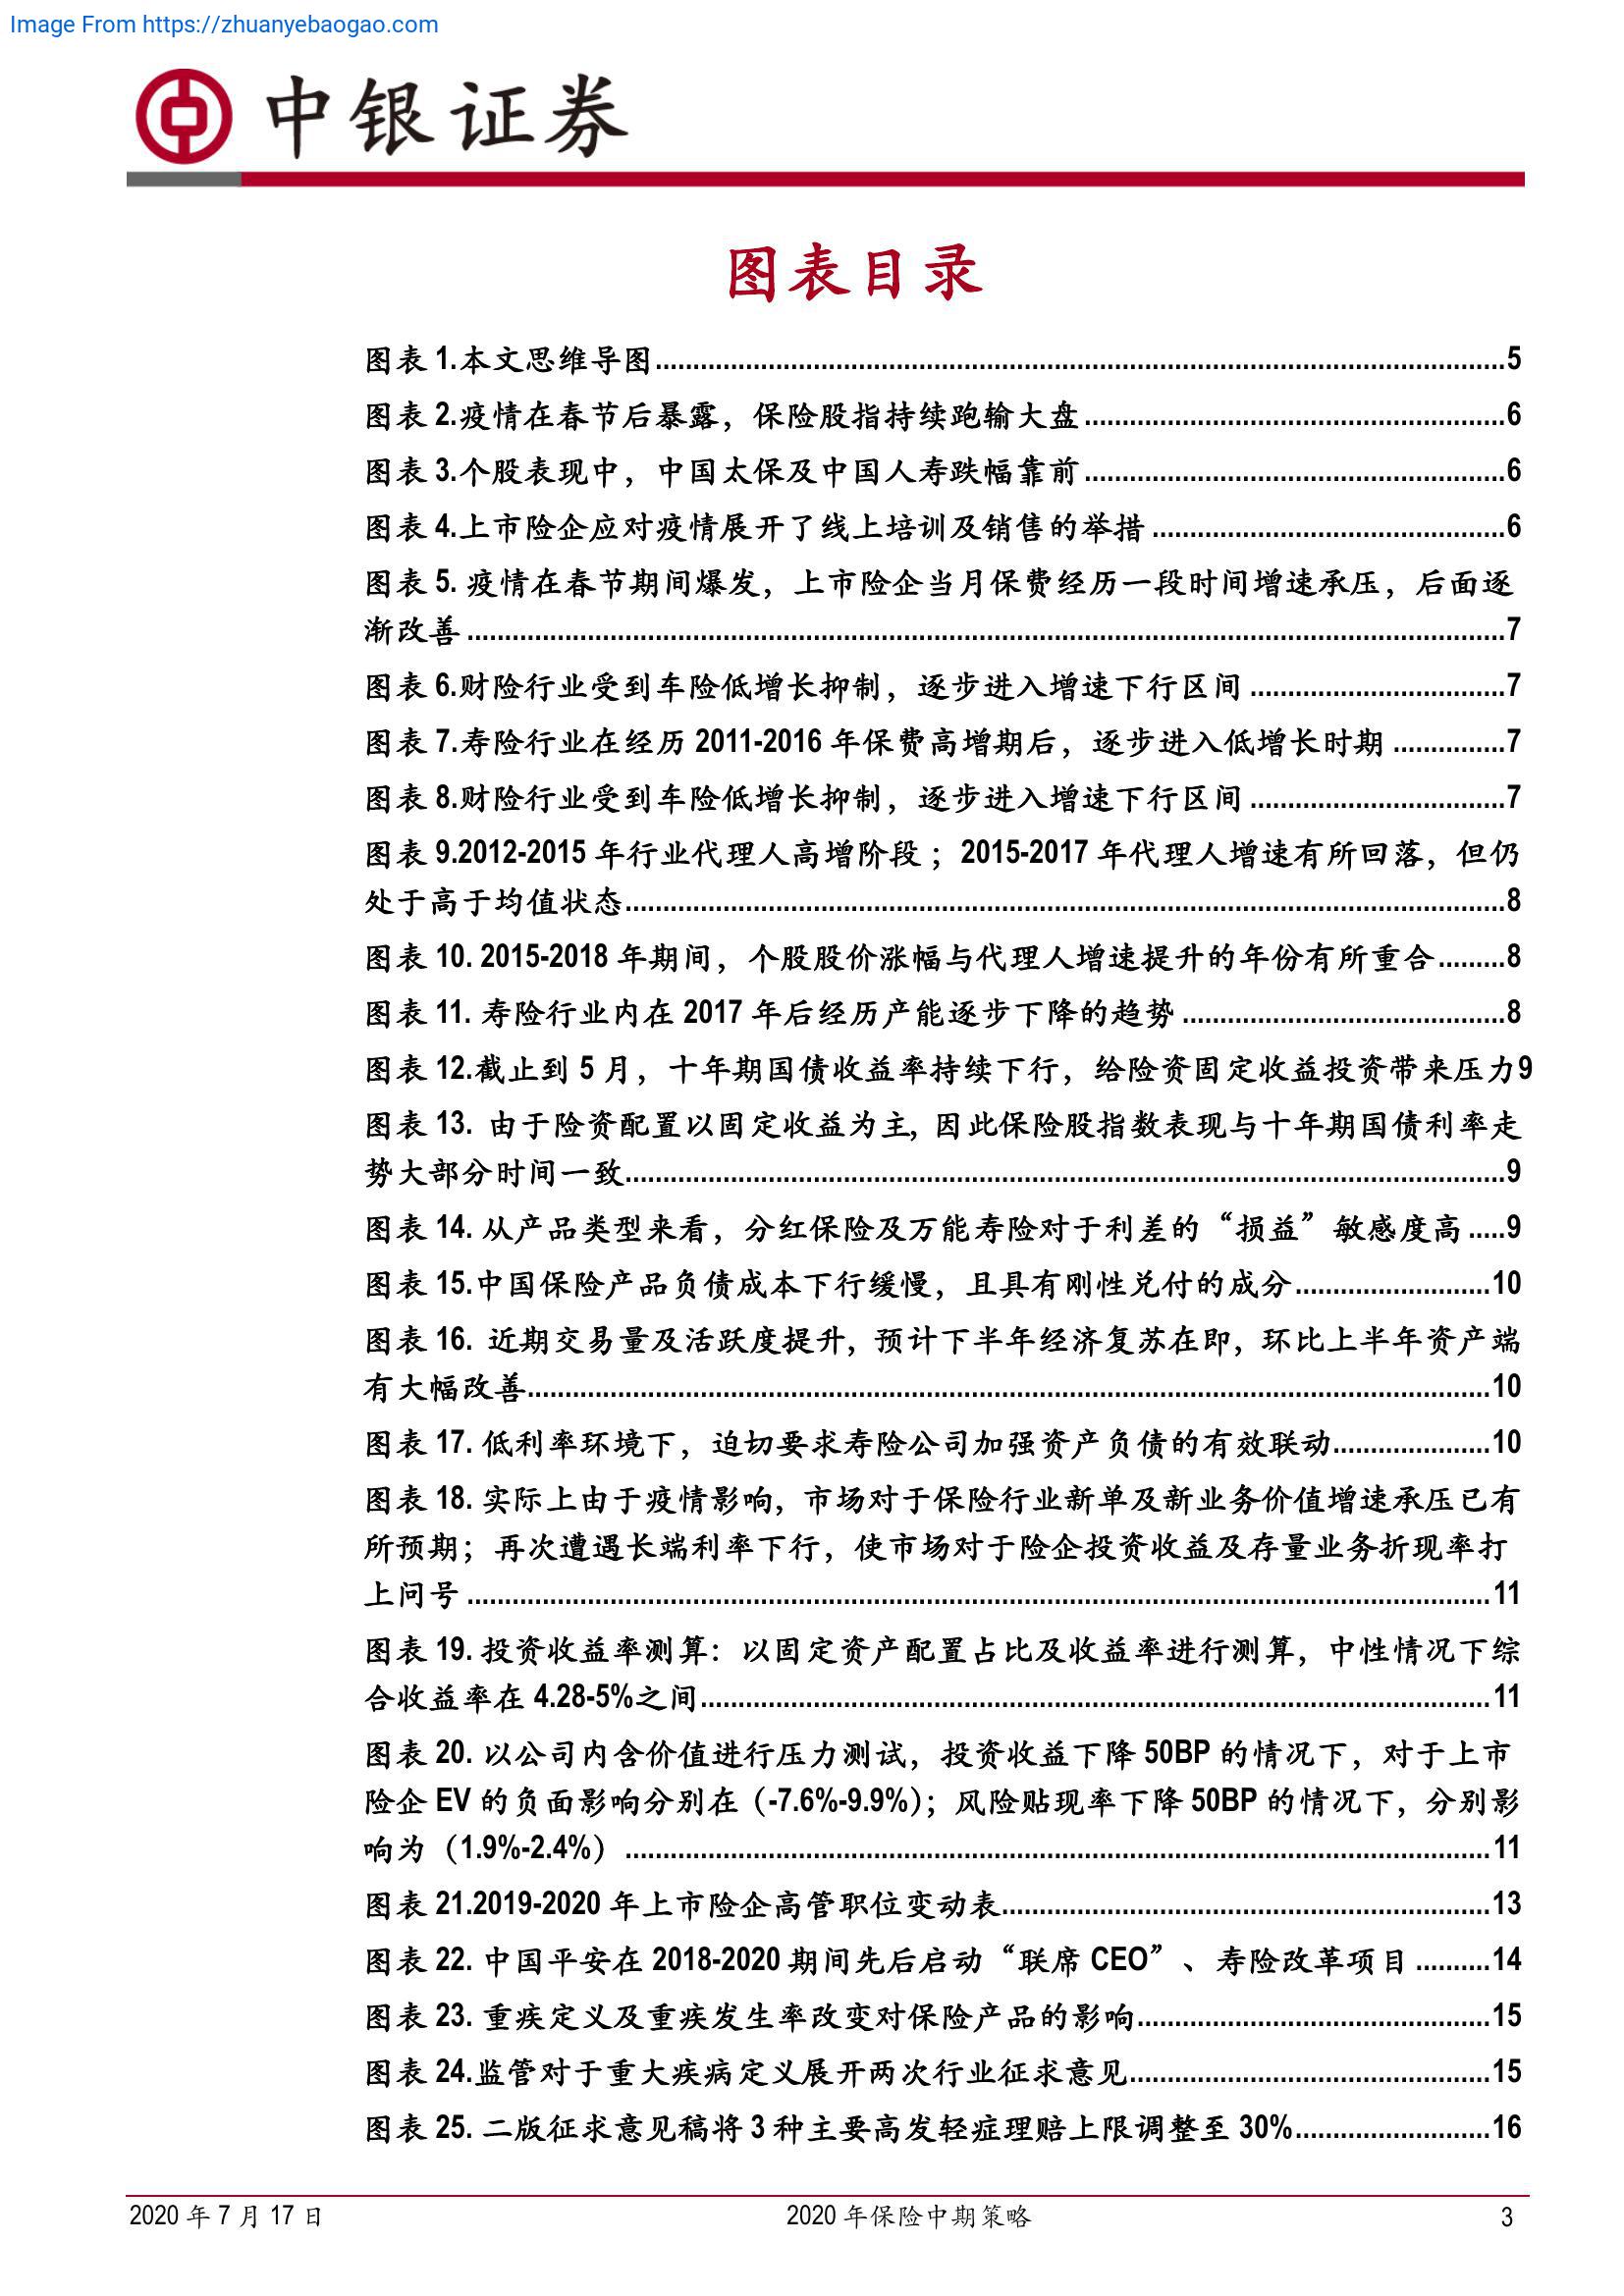 Image From https://zhuanyebaogao.com
中银证券
图表目录
图表 1.本文思维导图........................5
图表 2.疫情在春节后暴露，保险股指持续跑输大盘........................6
图表 3.个股表现中，中国太保及中国人寿跌幅靠前........................6
图表 4.上市险企应对疫情展开了线上培训及销售的举措........................6
图表 5. 疫情在春节期间爆发，上市险企当月保费经历一段时间增速承压，后面逐
渐改善........................7
图表 6.财险行业受到车险低增长抑制，逐步进入增速下行区间........................7
图表 7.寿险行业在经历 2011-2016 年保费高增期后，逐步进入低增长时期...............7
图表 8.财险行业受到车险低增长抑制，逐步进入增速下行区间........................7
图表 9.2012-2015 年行业代理人高增阶段；2015-2017 年代理人增速有所回落，但仍
处于高于均值状态........................8
图表 10. 2015-2018 年期间，个股股价涨幅与代理人增速提升的年份有所重合.........8
图表 11. 寿险行业内在 2017 年后经历产能逐步下降的趋势........................8
图表 12.截止到 5 月，十年期国债收益率持续下行，给险资固定收益投资带来压力9
图表 13. 由于险资配置以固定收益为主, 因此保险股指数表现与十年期国债利率走
势大部分时间一致........................9
图表 14. 从产品类型来看，分红保险及万能寿险对于利差的“损益”敏感度高.....9
图表 15.中国保险产品负债成本下行缓慢，且具有刚性兑付的成分........................10
图表 16. 近期交易量及活跃度提升, 预计下半年经济复苏在即, 环比上半年资产端
有大幅改善........................10
图表 17. 低利率环境下，迫切要求寿险公司加强资产负债的有效联动.....................10
图表 18. 实际上由于疫情影响, 市场对于保险行业新单及新业务价值增速承压已有
所预期；再次遭遇长端利率下行，使市场对于险企投资收益及存量业务折现率打
上问号........................11
图表 19. 投资收益率测算：以固定资产配置占比及收益率进行测算，中性情况下综
合收益率在 4.28-5%之间........................11
图表 20. 以公司内含价值进行压力测试，投资收益下降 50BP 的情况下，对于上市
险企 EV 的负面影响分别在（-7.6%-9.9%）；风险贴现率下降 50BP 的情况下，分别影
响为（1.9%-2.4%）........................11
图表 21.2019-2020 年上市险企高管职位变动表........................13
图表 22. 中国平安在 2018-2020 期间先后启动“联席 CEO”、寿险改革项目..........14
图表 23. 重疾定义及重疾发生率改变对保险产品的影响........................15
图表 24.监管对于重大疾病定义展开两次行业征求意见........................15
图表 25. 二版征求意见稿将 3 种主要高发轻症理赔上限调整至 30%........................16
2020 年 7 月 17 日 2020 年保险中期策略 3